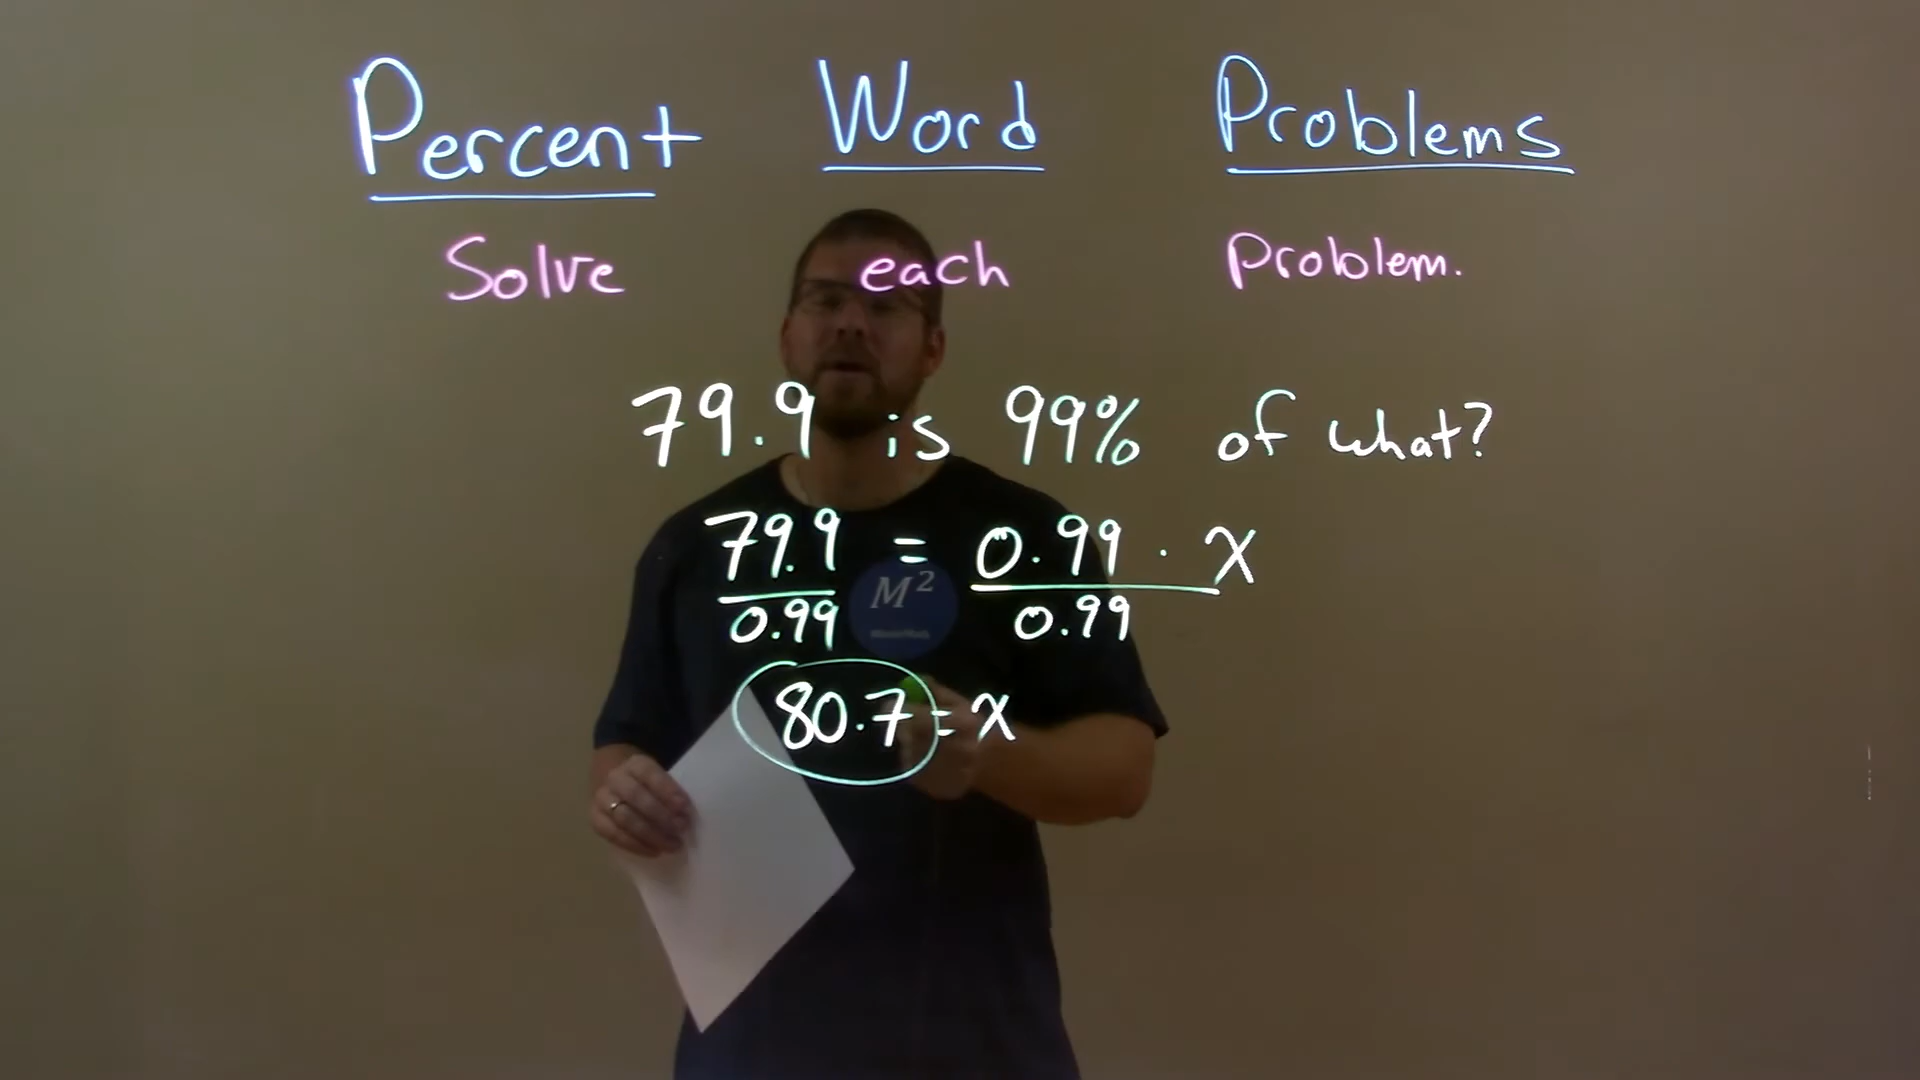 Percent Word Problems
Solve each problem.
79.9 is 99% of what?
79.9 = 0.99 · x
0.99 0.99
M²
80.7 = x